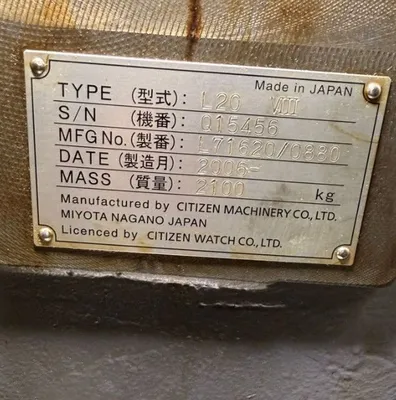 Made in JAPAN
TYPE (型式): L20 VIII
S/N (機番): Q15456
MFG No. (製番): L71620/0880
DATE (製造月): 2006-
MASS (質量): 2100 kg
Manufactured by CITIZEN MACHINERY CO., LTD.
MIYOTA NAGANO JAPAN
Licenced by CITIZEN WATCH CO., LTD.